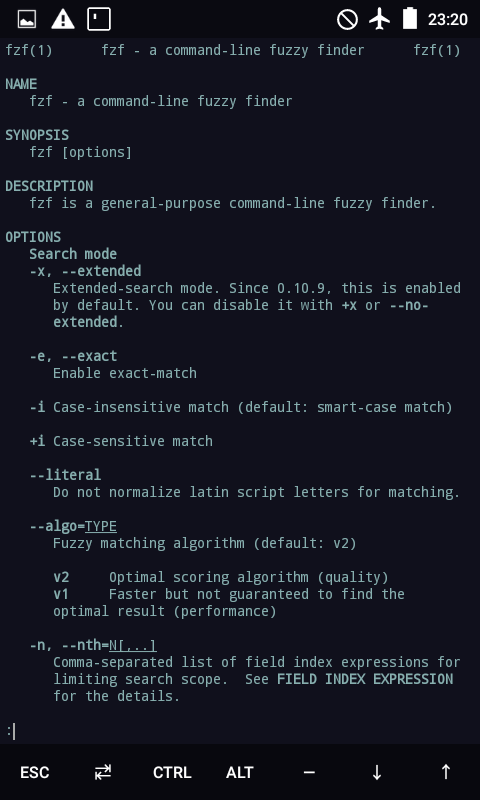 23:20
fzf(1) fzf - a command-line fuzzy finder fzf(1)
NAME
fzf - a command-line fuzzy finder
SYNOPSIS
fzf [options]
DESCRIPTION
fzf is a general-purpose command-line fuzzy finder.
OPTIONS
Search mode
-x, --extended
Extended-search mode. Since 0.10.9, this is enabled
by default. You can disable it with +x or --no-
extended.
-e, --exact
Enable exact-match
-i Case-insensitive match (default: smart-case match)
+i Case-sensitive match
--literal
Do not normalize latin script letters for matching.
--algo=TYPE
Fuzzy matching algorithm (default: v2)
v2 Optimal scoring algorithm (quality)
v1 Faster but not guaranteed to find the
optimal result (performance)
-n, --nth=N[,..]
Comma-separated list of field index expressions for
limiting search scope. See FIELD INDEX EXPRESSION
for the details.
:
ESC ⇄ CTRL ALT – ↓ ↑